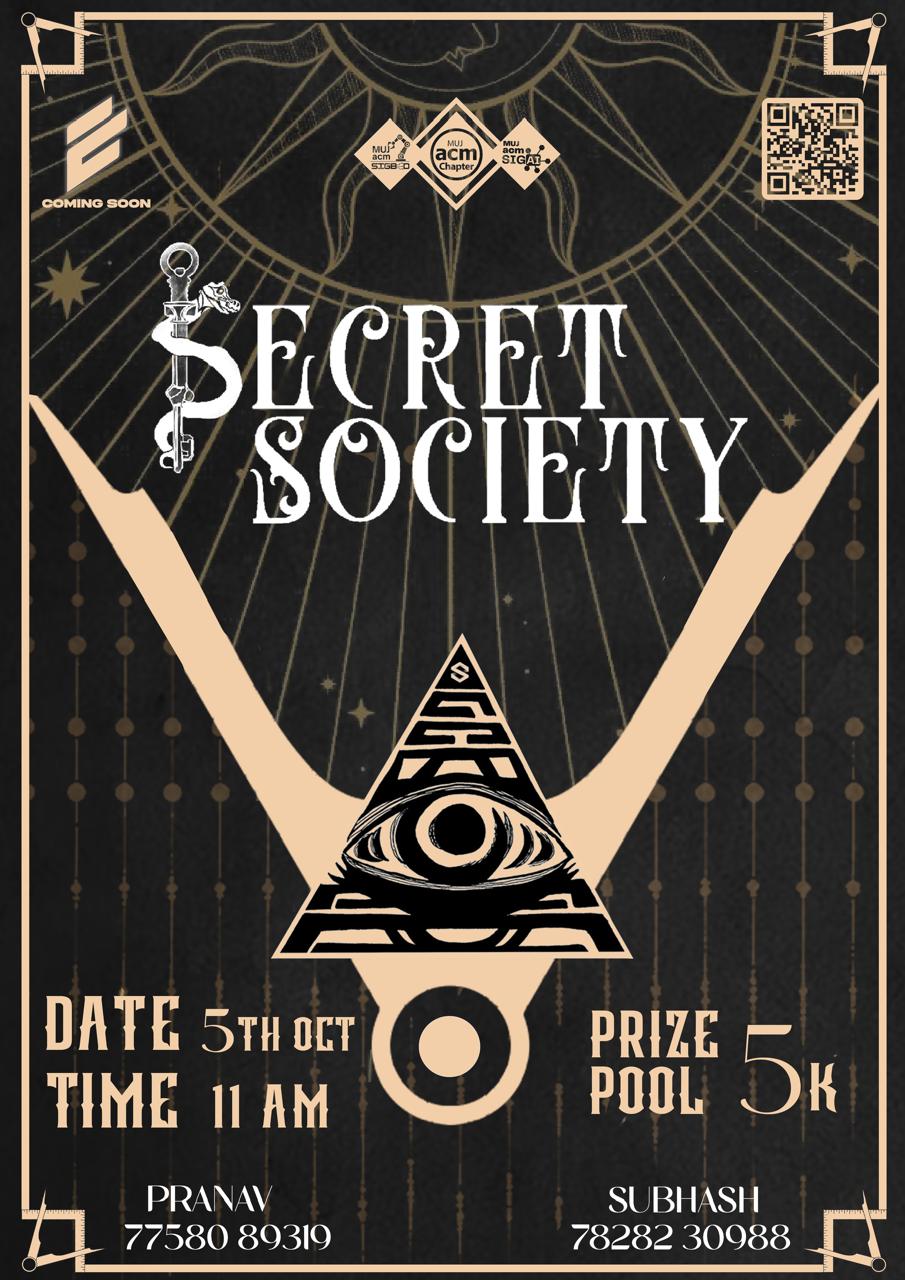 COMING SOON
MUJ
acm
SIGBED
MUJ
acm
Chapter
MUJ
acm
SIGAI
SECRET
SOCIETY
S
DATE 5TH OCT
TIME 11 AM
PRIZE
POOL 5K
PRANAV
77580 89319
SUBHASH
78282 30988